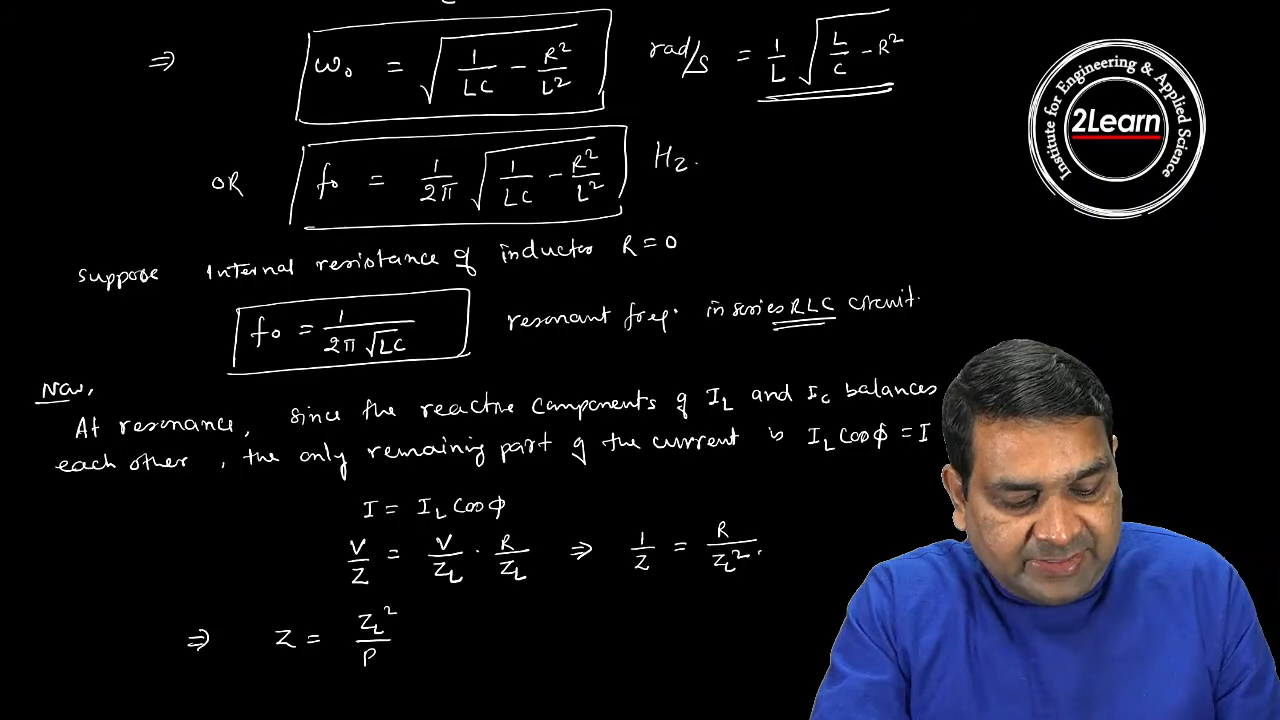 ⇒ ω₀ = √(1/LC − R²/L²) rad/s = 1/L √(L/C − R²)
OR f₀ = 1/2π √(1/LC − R²/L²) Hz.
Suppose Internal resistance of inductor R = 0
f₀ = 1/(2π√LC) resonant freq. in series RLC circuit.
Now,
At resonance, since the reactive components of I_L and I_C balances
each other, the only remaining part of the current is I_L Cosϕ = I
I = I_L Cosϕ
V/Z = V/Z_L · R/Z_L ⇒ 1/Z = R/Z_L².
⇒ Z = Z_L²/
Institute for Engineering & Applied Science
2Learn